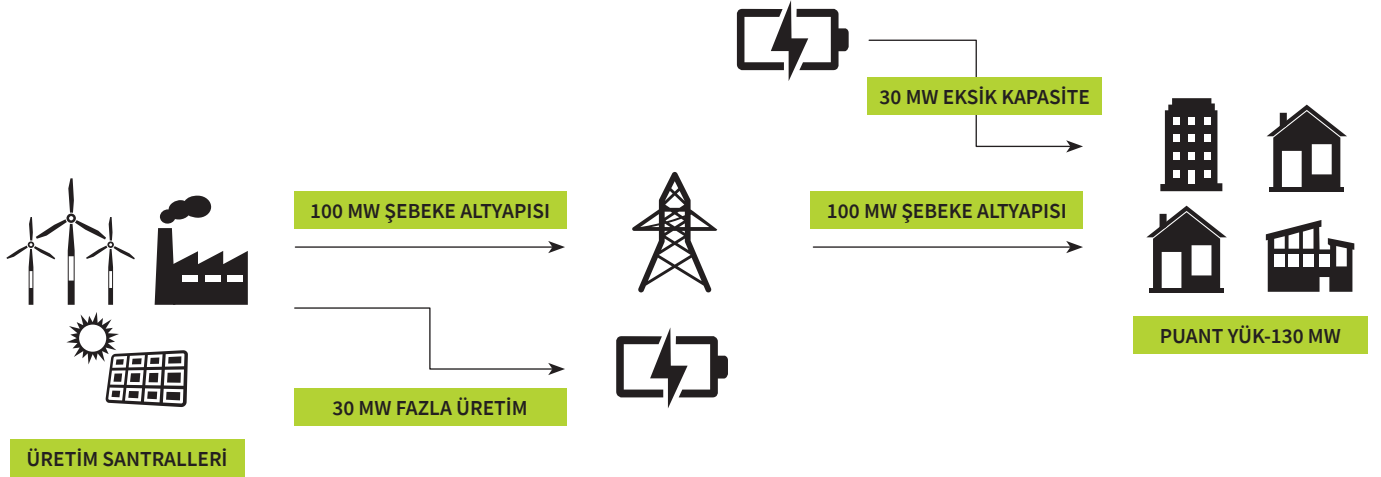 30 MW EKSİK KAPASİTE
100 MW ŞEBEKE ALTYAPISI
100 MW ŞEBEKE ALTYAPISI
PUANT YÜK-130 MW
30 MW FAZLA ÜRETİM
ÜRETİM SANTRALLERİ